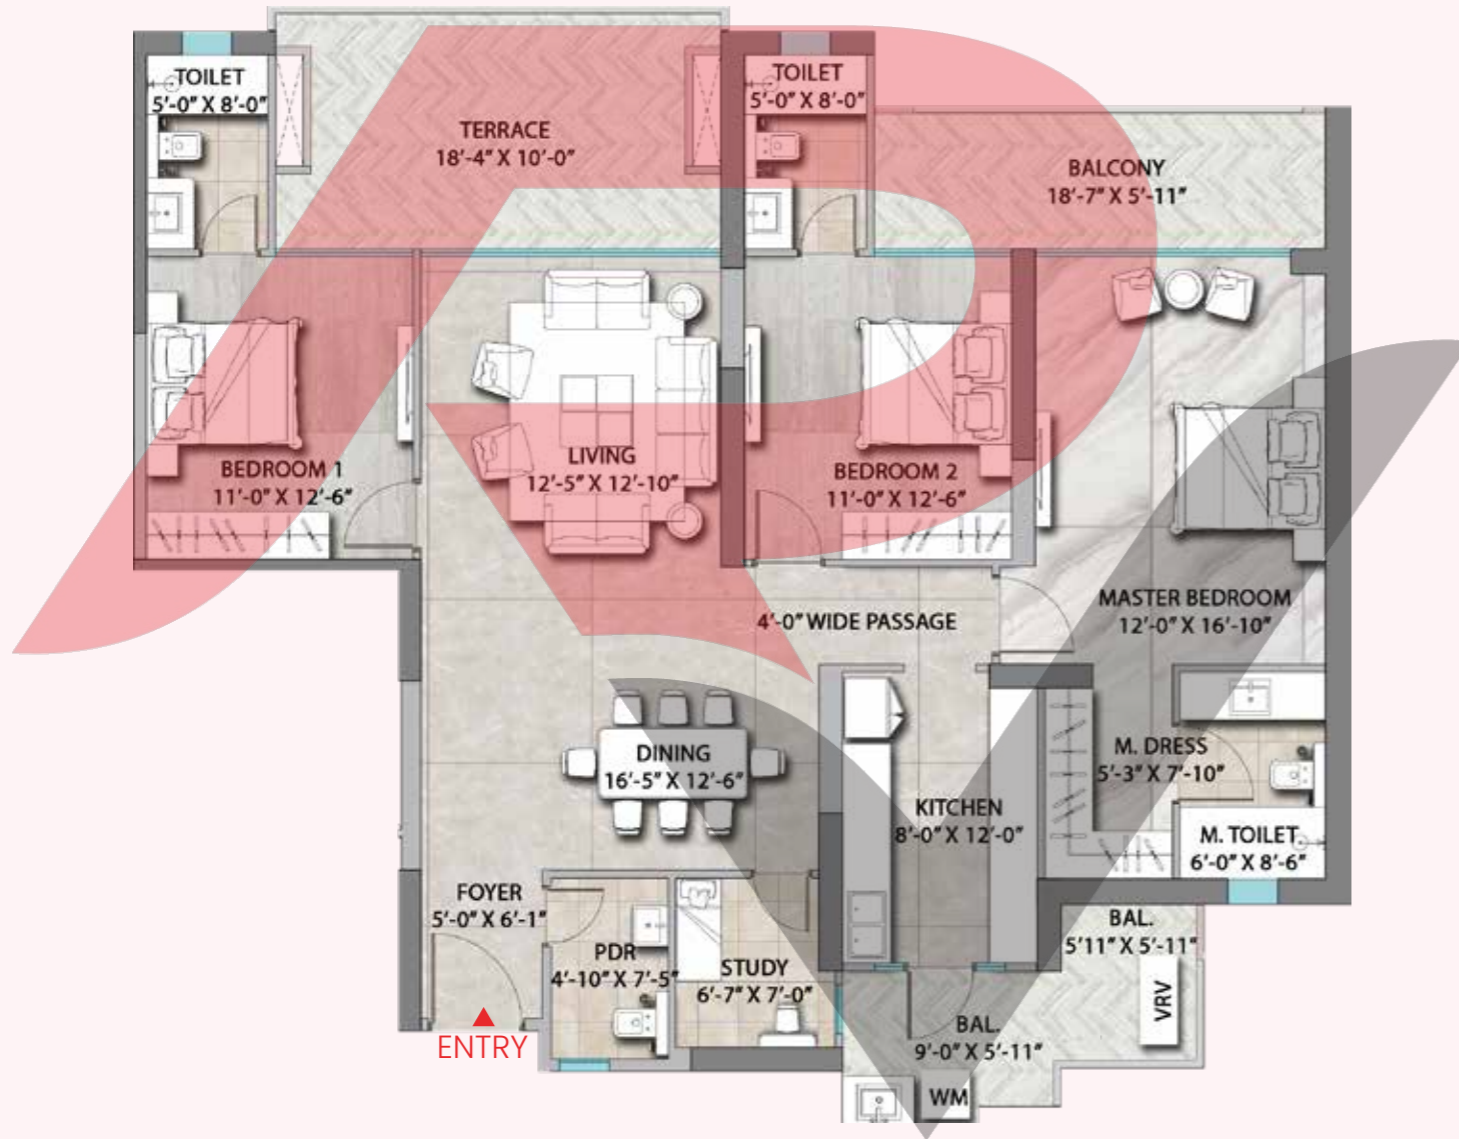 TOILET
5'-0" X 8'-0"
TERRACE
18'-4" X 10'-0"
TOILET
5'-0" X 8'-0"
BALCONY
18'-7" X 5'-11"
BEDROOM 1
11'-0" X 12'-6"
LIVING
12'-5" X 12'-10"
BEDROOM 2
11'-0" X 12'-6"
MASTER BEDROOM
12'-0" X 16'-10"
4'-0" WIDE PASSAGE
DINING
16'-5" X 12'-6"
KITCHEN
8'-0" X 12'-0"
M. DRESS
5'-3" X 7'-10"
M. TOILET
6'-0" X 8'-6"
FOYER
5'-0" X 6'-1"
PDR
4'-10" X 7'-5"
STUDY
6'-7" X 7'-0"
BAL.
5'11" X 5'-11"
VRV
BAL.
9'-0" X 5'-11"
WM
ENTRY